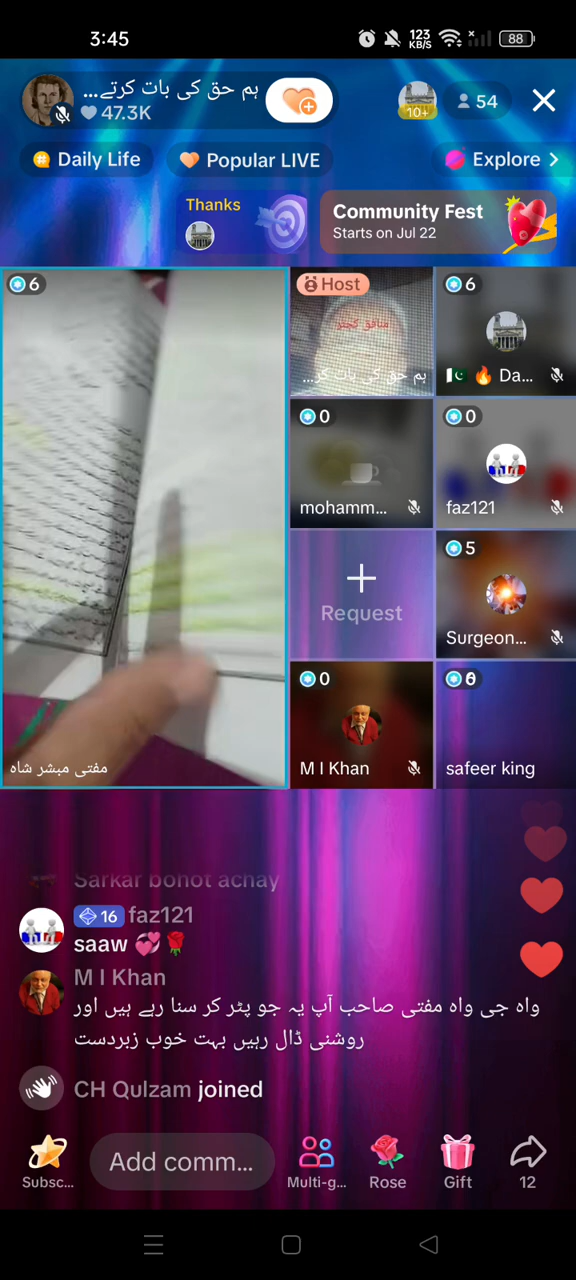 3:45
123
KB/S
88
ہم حق کی بات کرتے...
47.3K
10+
54
Daily Life
Popular LIVE
Explore
Thanks
Community Fest
Starts on Jul 22
6
Host
ہم حق کی بات کر...
6
Da...
0
mohamm...
0
faz121
Request
5
Surgeon...
0
M I Khan
safeer king
مفتی مبشر شاہ
Sarkar bohot achay
16 faz121
saaw
M I Khan
واہ جی واہ مفتی صاحب آپ یہ جو پٹر کر سنا رہے ہیں اور
روشنی ڈال رہیں بہت خوب زبردست
CH Qulzam joined
Subsc...
Add comm...
Multi-g...
Rose
Gift
12